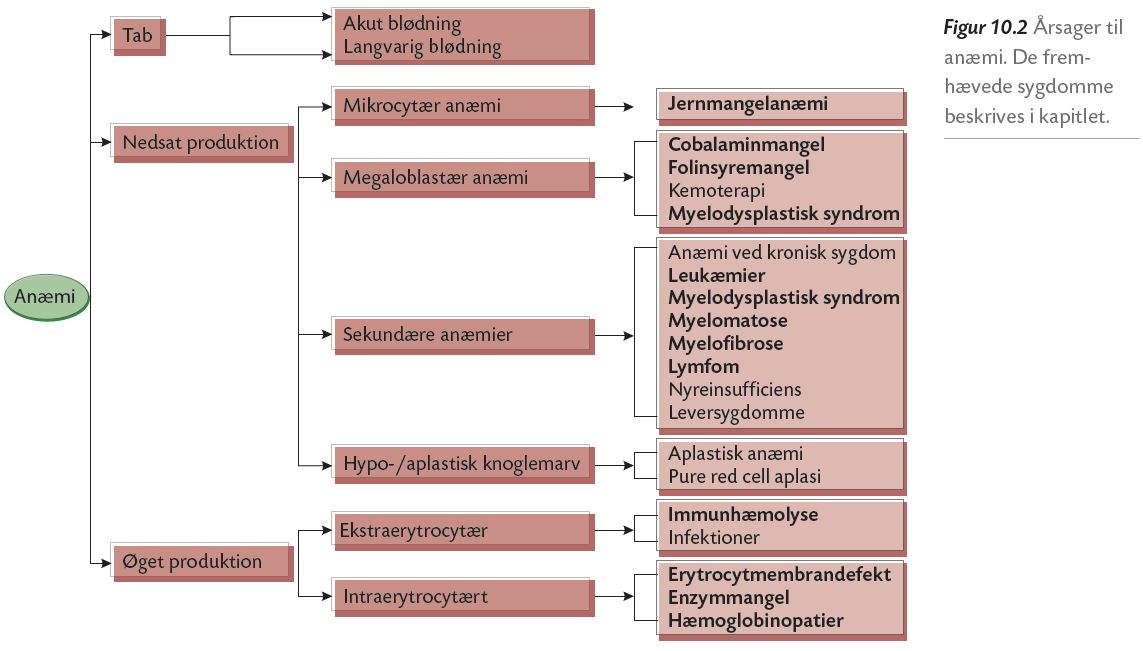 Anæmi
Tab
Akut blødning
Langvarig blødning
Nedsat produktion
Mikrocytær anæmi
Jernmangelanæmi
Megaloblastær anæmi
Cobalaminmangel
Folinsyremangel
Kemoterapi
Myelodysplastisk syndrom
Sekundære anæmier
Anæmi ved kronisk sygdom
Leukæmier
Myelodysplastisk syndrom
Myelomatose
Myelofibrose
Lymfom
Nyreinsufficiens
Leversygdomme
Hypo-/aplastisk knoglemarv
Aplastisk anæmi
Pure red cell aplasi
Øget produktion
Ekstraerytrocytær
Immunhæmolyse
Infektioner
Intraerytrocytært
Erytrocytmembrandefekt
Enzymmangel
Hæmoglobinopatier
Figur 10.2 Årsager til
anæmi. De frem-
hævede sygdomme
beskrives i kapitlet.